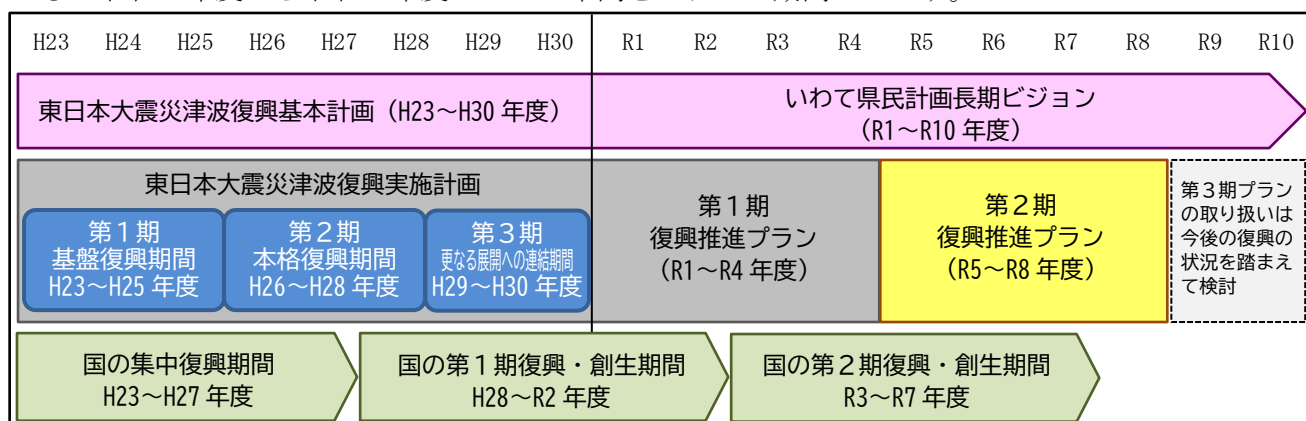 H23 H24 H25 H26 H27 H28 H29 H30 R1 R2 R3 R4 R5 R6 R7 R8 R9 R10
東日本大震災津波復興基本計画（H23～H30 年度）
いわて県民計画長期ビジョン
（R1～R10 年度）
東日本大震災津波復興実施計画
第１期
基盤復興期間
H23～H25 年度
第２期
本格復興期間
H26～H28 年度
第３期
更なる展開への連結期間
H29～H30 年度
第１期
復興推進プラン
（R1～R4 年度）
第２期
復興推進プラン
（R5～R8 年度）
第３期プラン
の取り扱いは
今後の復興の
状況を踏まえ
て検討
国の集中復興期間
H23～H27 年度
国の第１期復興・創生期間
H28～R2 年度
国の第２期復興・創生期間
R3～R7 年度